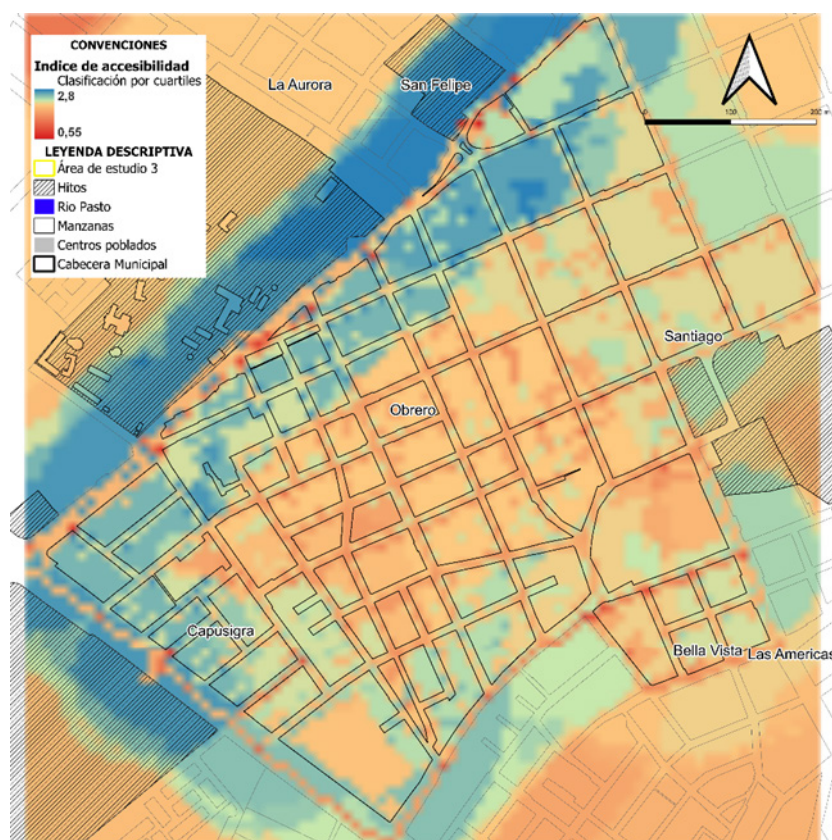 CONVENCIONES
Indice de accesibilidad
Clasificación por cuartiles
2,8
0,55
LEYENDA DESCRIPTIVA
Área de estudio 3
Hitos
Rio Pasto
Manzanas
Centros poblados
Cabecera Municipal
La Aurora
San Felipe
100
200 m
Santiago
Obrero
Capusigra
Bella Vista
Las Americas